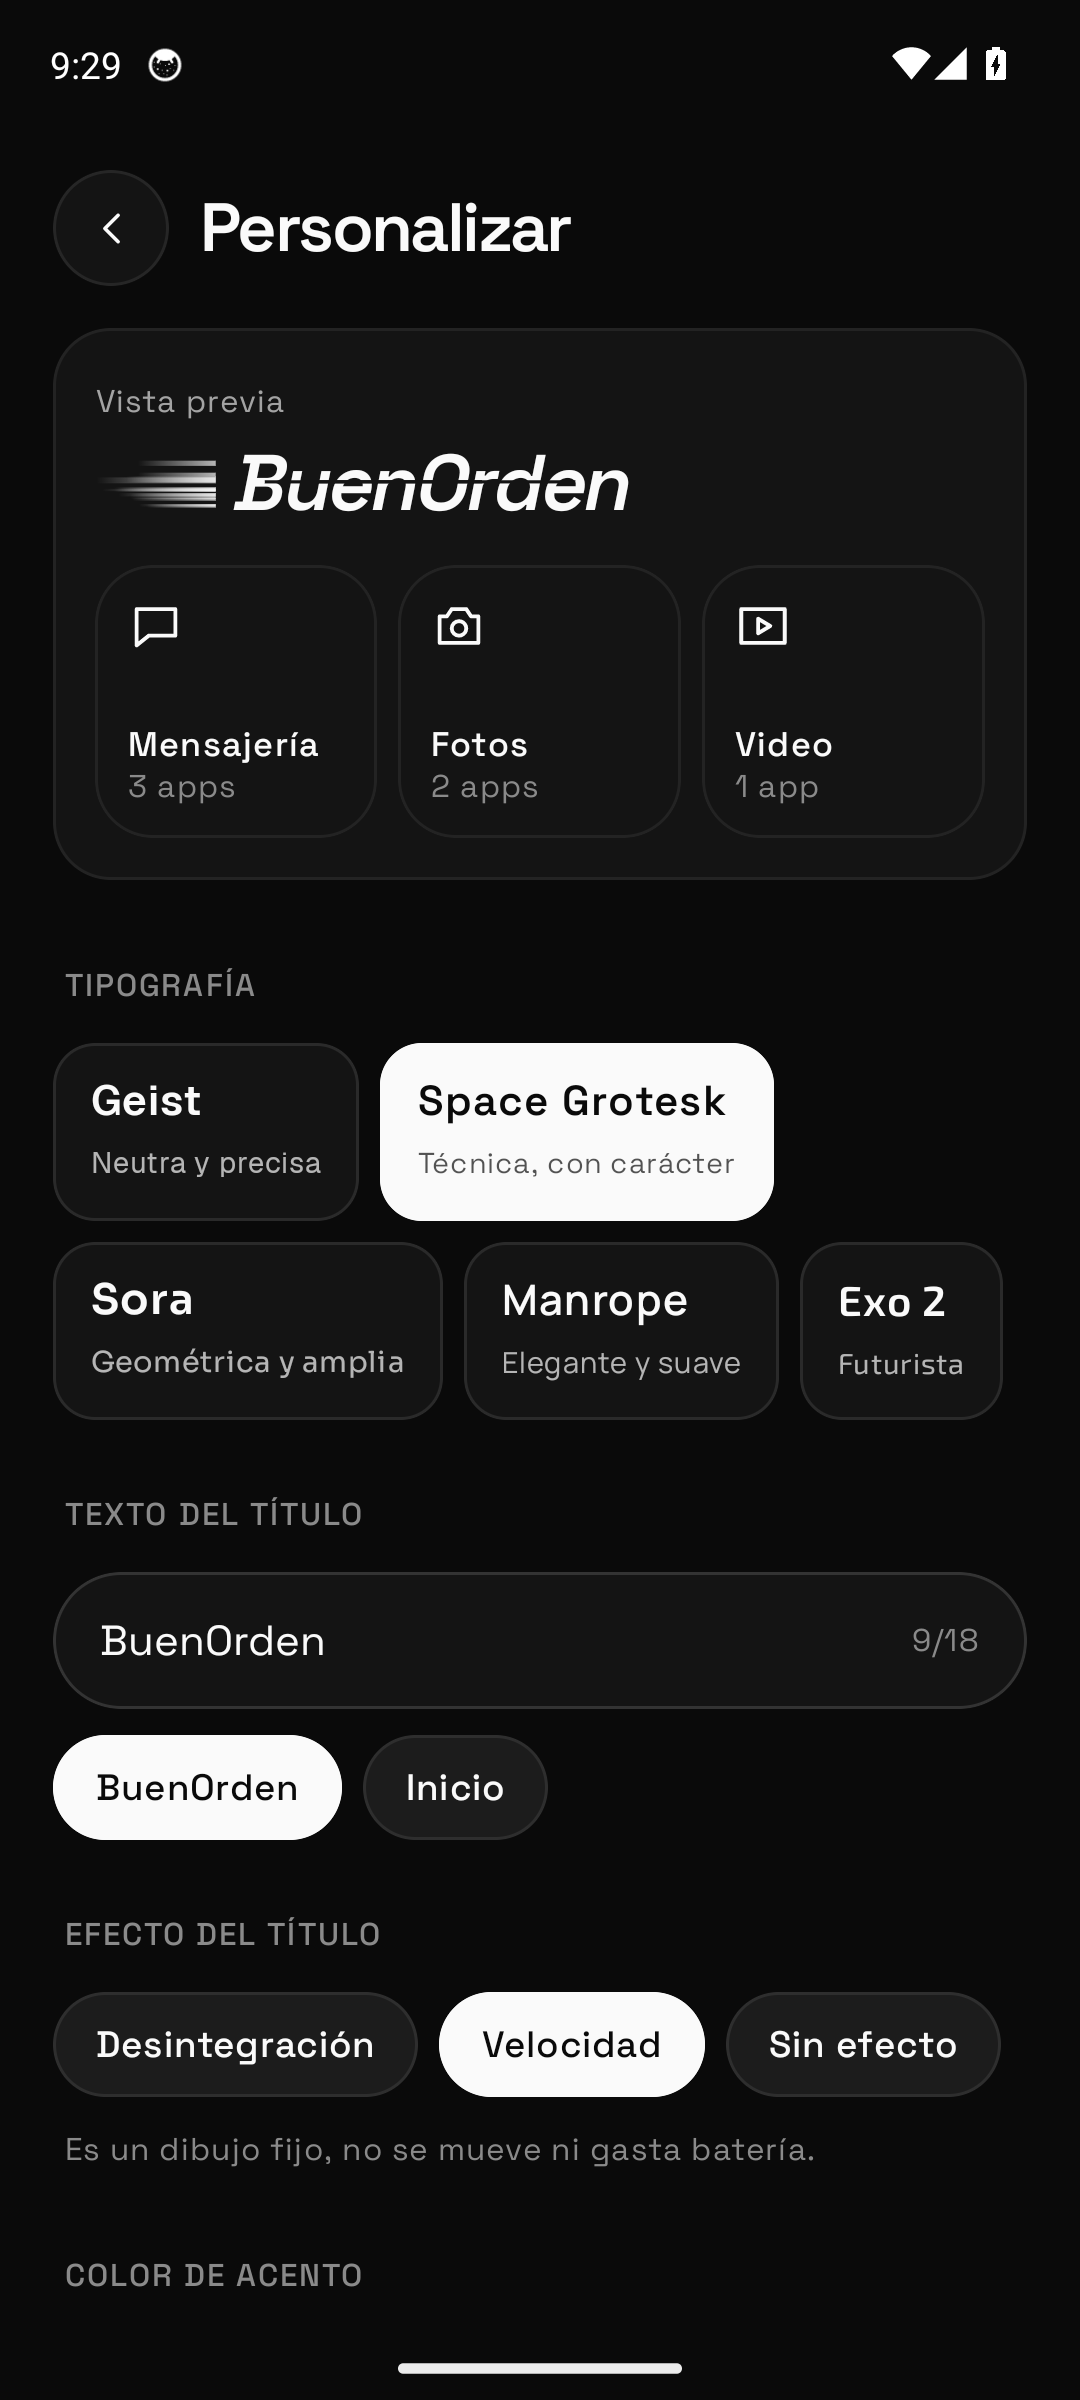 9:29
Personalizar
Vista previa
BuenOrden
Mensajería
3 apps
Fotos
2 apps
Video
1 app
TIPOGRAFÍA
Geist
Neutra y precisa
Space Grotesk
Técnica, con carácter
Sora
Geométrica y amplia
Manrope
Elegante y suave
Exo 2
Futurista
TEXTO DEL TÍTULO
BuenOrden
9/18
BuenOrden
Inicio
EFECTO DEL TÍTULO
Desintegración
Velocidad
Sin efecto
Es un dibujo fijo, no se mueve ni gasta batería.
COLOR DE ACENTO